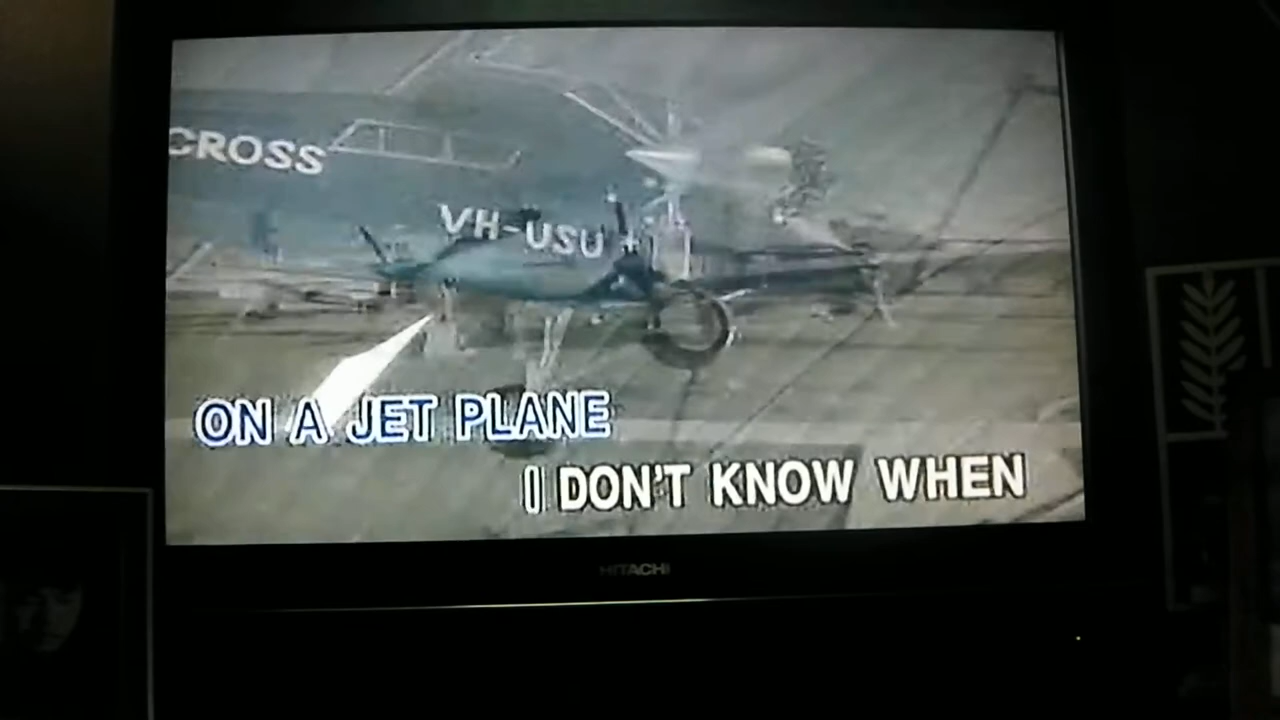 CROSS
VH-USU
ON A JET PLANE
I DON'T KNOW WHEN
HITACHI